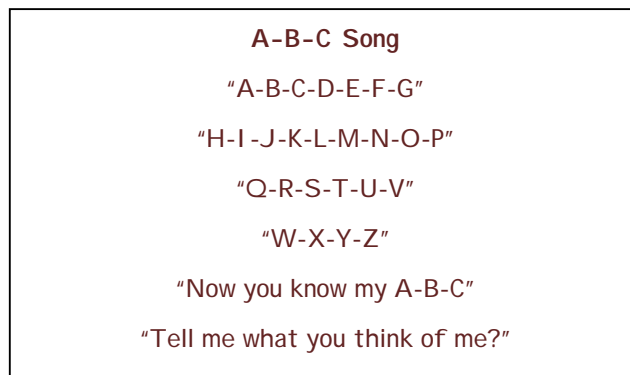 A-B-C Song
“A-B-C-D-E-F-G”
“H-I-J-K-L-M-N-O-P”
“Q-R-S-T-U-V”
“W-X-Y-Z”
“Now you know my A-B-C”
“Tell me what you think of me?”